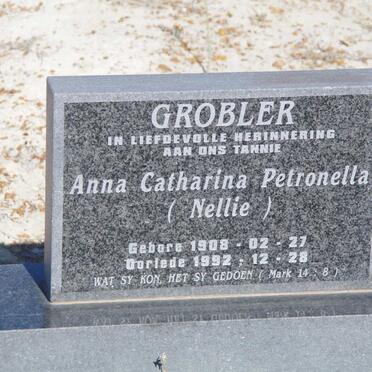 GROBLER
IN LIEFDEVOLLE HERINNERING
AAN ONS TANNIE
Anna Catharina Petronella
( Nellie )
Gebore 1908 - 02 - 27
Oorlede 1992 - 12 - 28
WAT SY KON, HET SY GEDOEN ( Mark 14 : 8 )